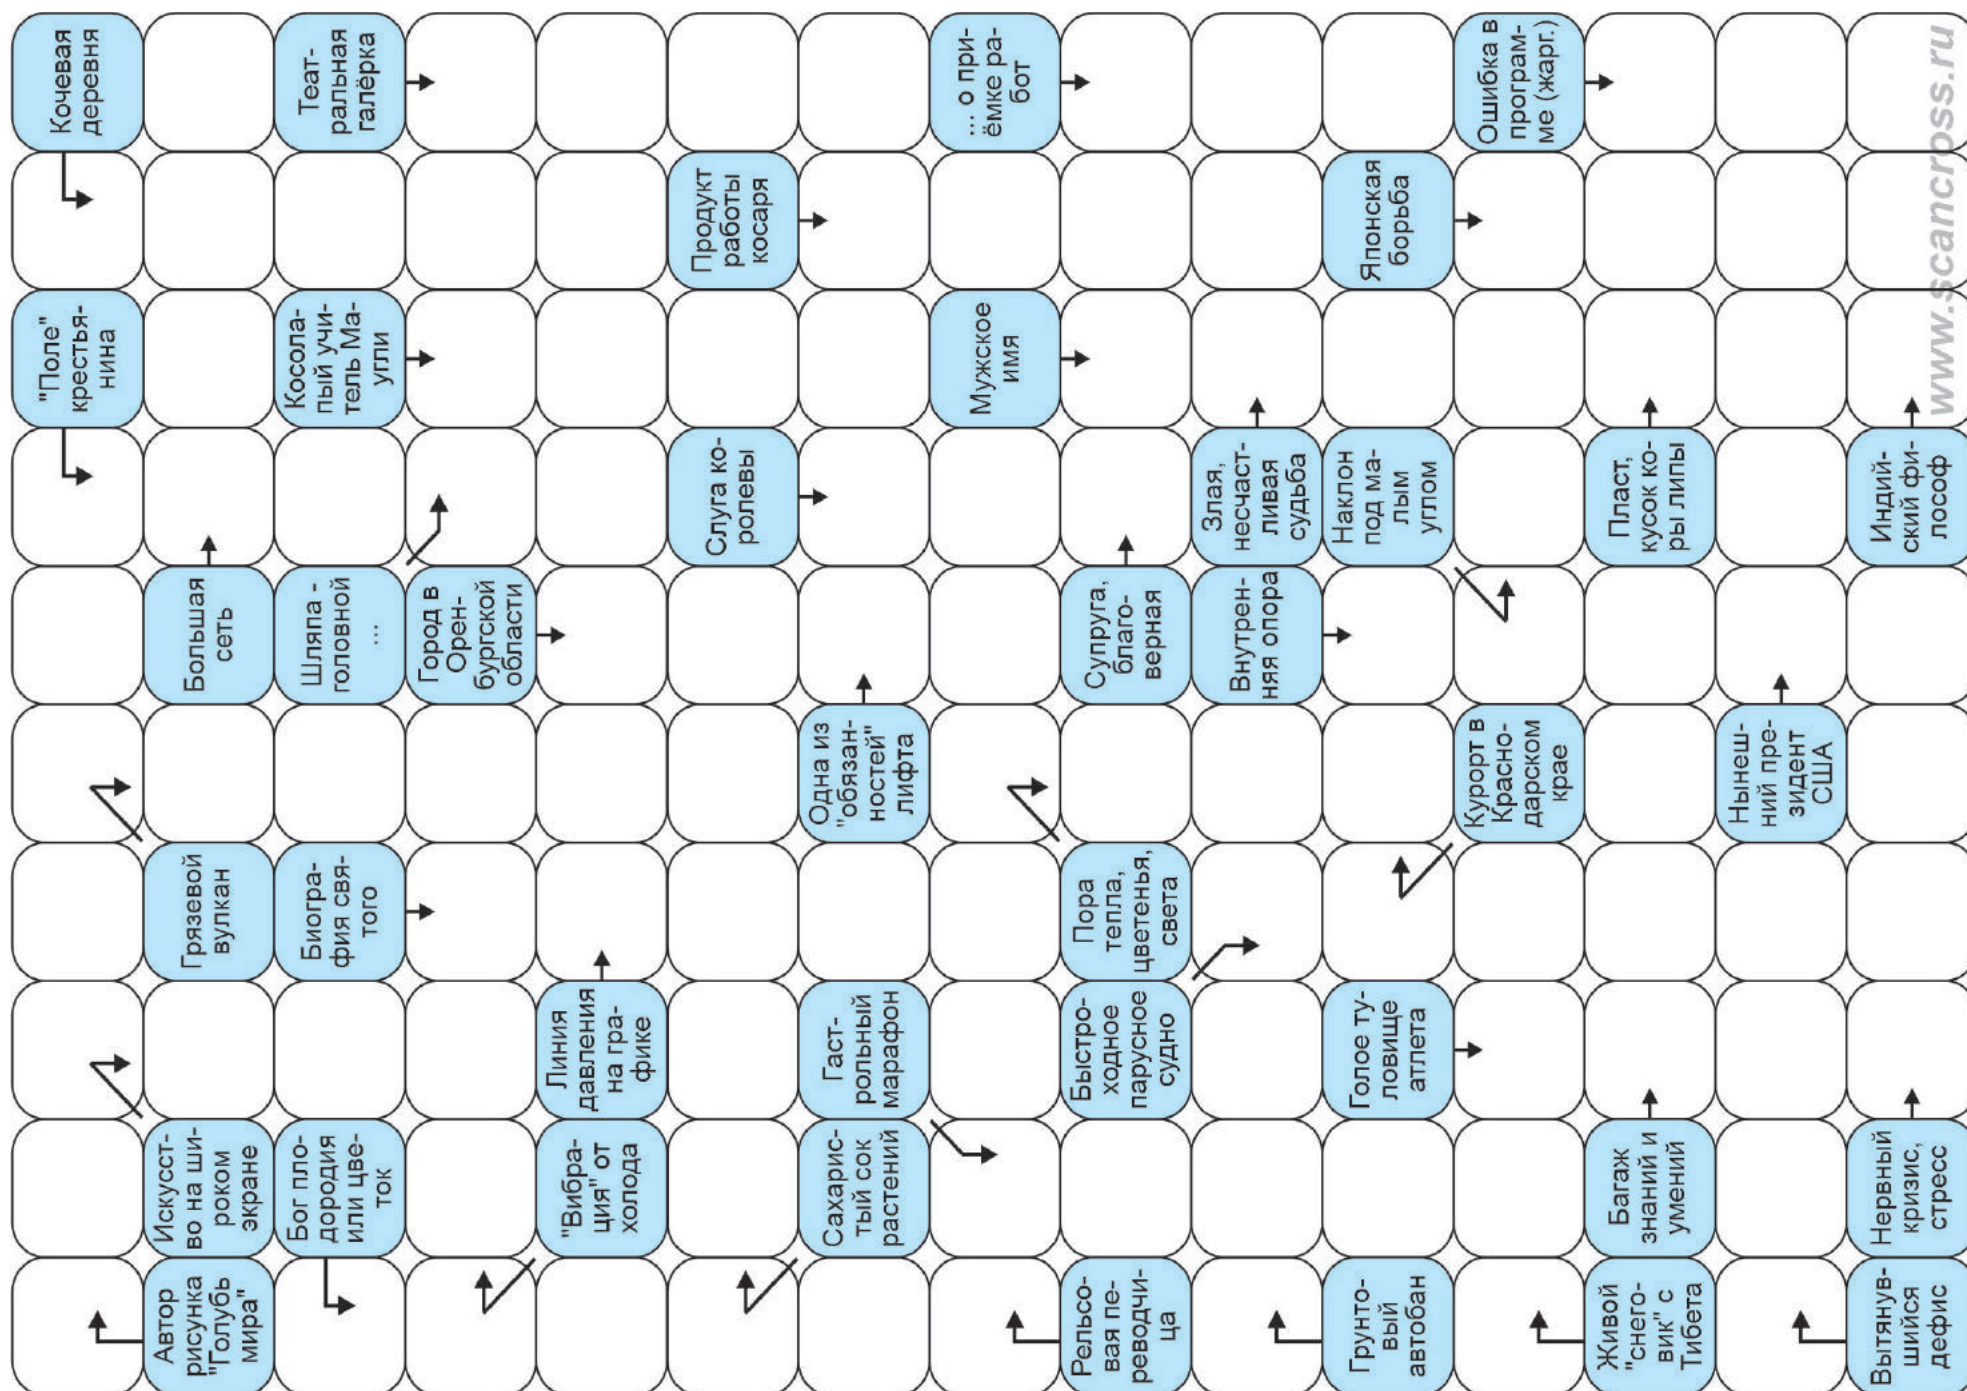 "Поле"
крестья-
нина
Кочевая
деревня
Автор
рисунка
"Голубь
мира"
Искусст-
во на ши-
роком
экране
Грязевой
вулкан
Большая
сеть
Бог пло-
дородия
или цве-
ток
Биогра-
фия свя-
того
Шляпа -
головной
...
Косола-
пый учи-
тель Ма-
угли
Теат-
ральная
галёрка
Город в
Орен-
бургской
области
"Вибра-
ция" от
холода
Линия
давления
на гра-
фике
Слуга ко-
ролевы
Продукт
работы
косаря
Сахарис-
тый сок
растений
Гаст-
рольный
марафон
Одна из
"обязан-
ностей"
лифта
Мужское
имя
... о при-
ёмке ра-
бот
Рельсо-
вая пе-
реводчи-
ца
Быстро-
ходное
парусное
судно
Пора
тепла,
цветенья,
света
Супруга,
благо-
верная
Внутрен-
няя опора
Злая,
несчаст-
ливая
судьба
Грунто-
вый
автобан
Голое ту-
ловище
атлета
Наклон
под ма-
лым
углом
Японская
борьба
Курорт в
Красно-
дарском
крае
Ошибка в
програм-
ме (жарг.)
Живой
"снего-
вик" с
Тибета
Багаж
знаний и
умений
Пласт,
кусок ко-
ры липы
Нынеш-
ний пре-
зидент
США
Вытянув-
шийся
дефис
Нервный
кризис,
стресс
Индий-
ский фи-
лософ
www.scancross.ru